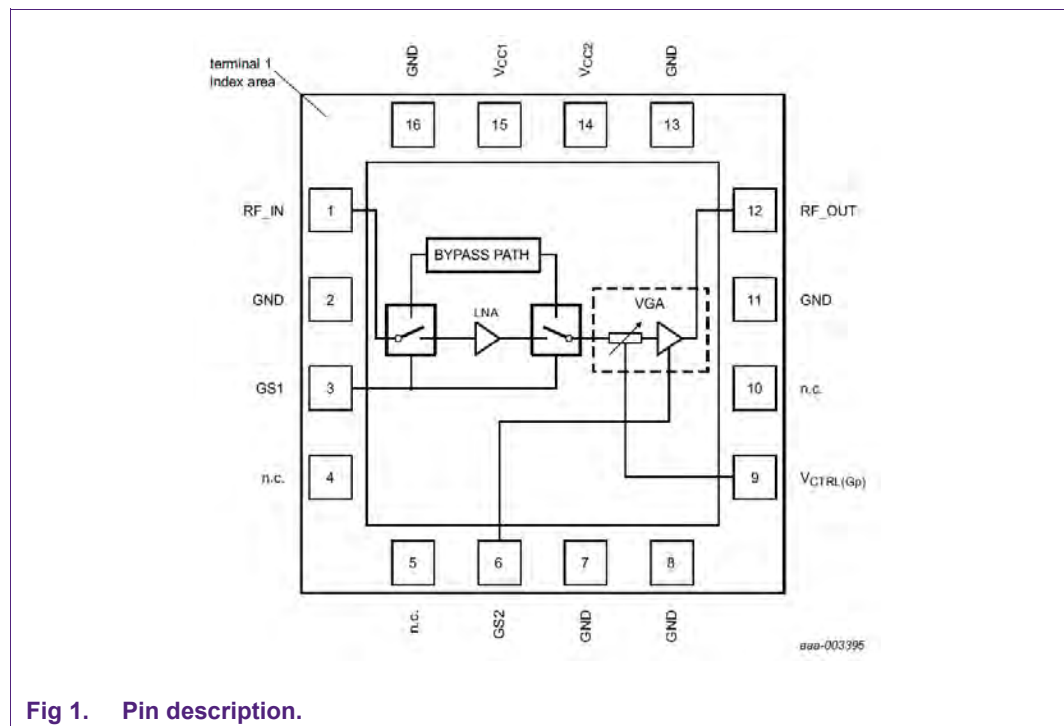 terminal 1
index area
GND
VCC1
VCC2
GND
16
15
14
13
RF_IN
1
12
RF_OUT
BYPASS PATH
GND
2
LNA
VGA
11
GND
GS1
3
10
n.c.
n.c.
4
9
VCTRL(Gp)
5
6
7
8
n.c.
GS2
GND
GND
aaa-003395
Fig 1. Pin description.